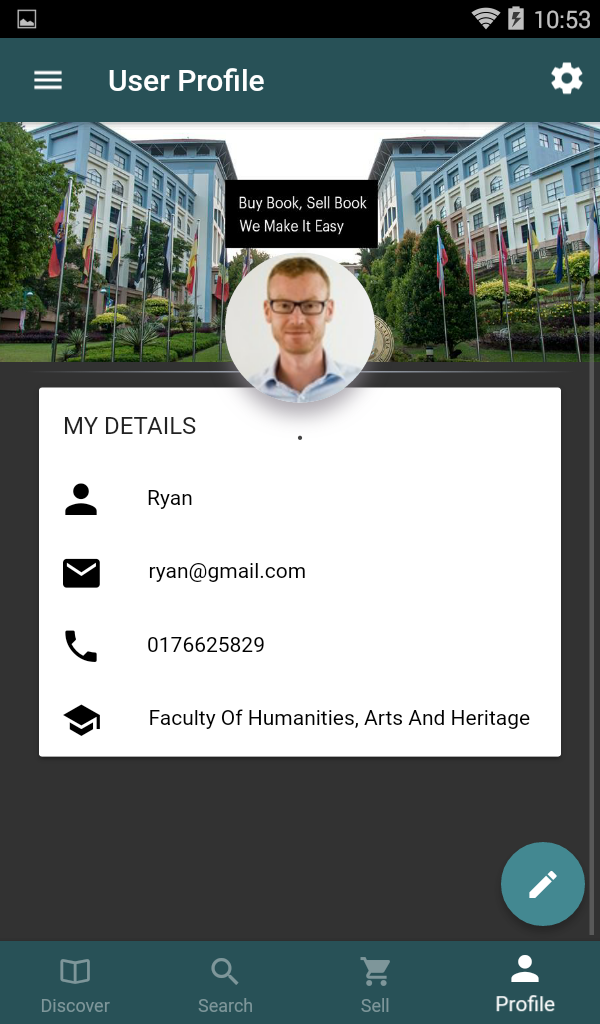 10:53
User Profile
Buy Book, Sell Book
We Make It Easy
MY DETAILS
Ryan
ryan@gmail.com
0176625829
Faculty Of Humanities, Arts And Heritage
Discover
Search
Sell
Profile